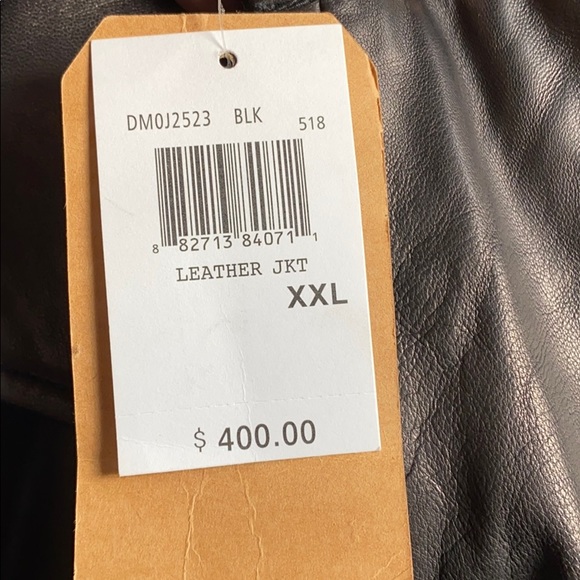 DM0J2523 BLK 518
8 82713 84071 1
LEATHER JKT
XXL
$ 400.00